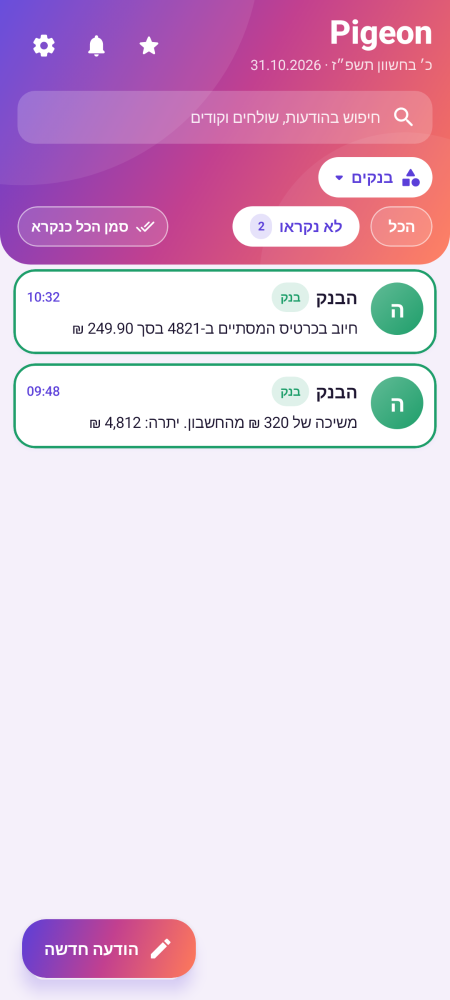 Pigeon
כ׳ בחשוון תשפ״ז · 31.10.2026
חיפוש בהודעות, שולחים וקודים
בנקים
הכל
לא נקראו 2
סמן הכל כנקרא
ה
הבנק בנק 10:32
חיוב בכרטיס המסתיים ב-4821 בסך 249.90 ₪
ה
הבנק בנק 09:48
משיכה של 320 ₪ מהחשבון. יתרה: 4,812 ₪
הודעה חדשה